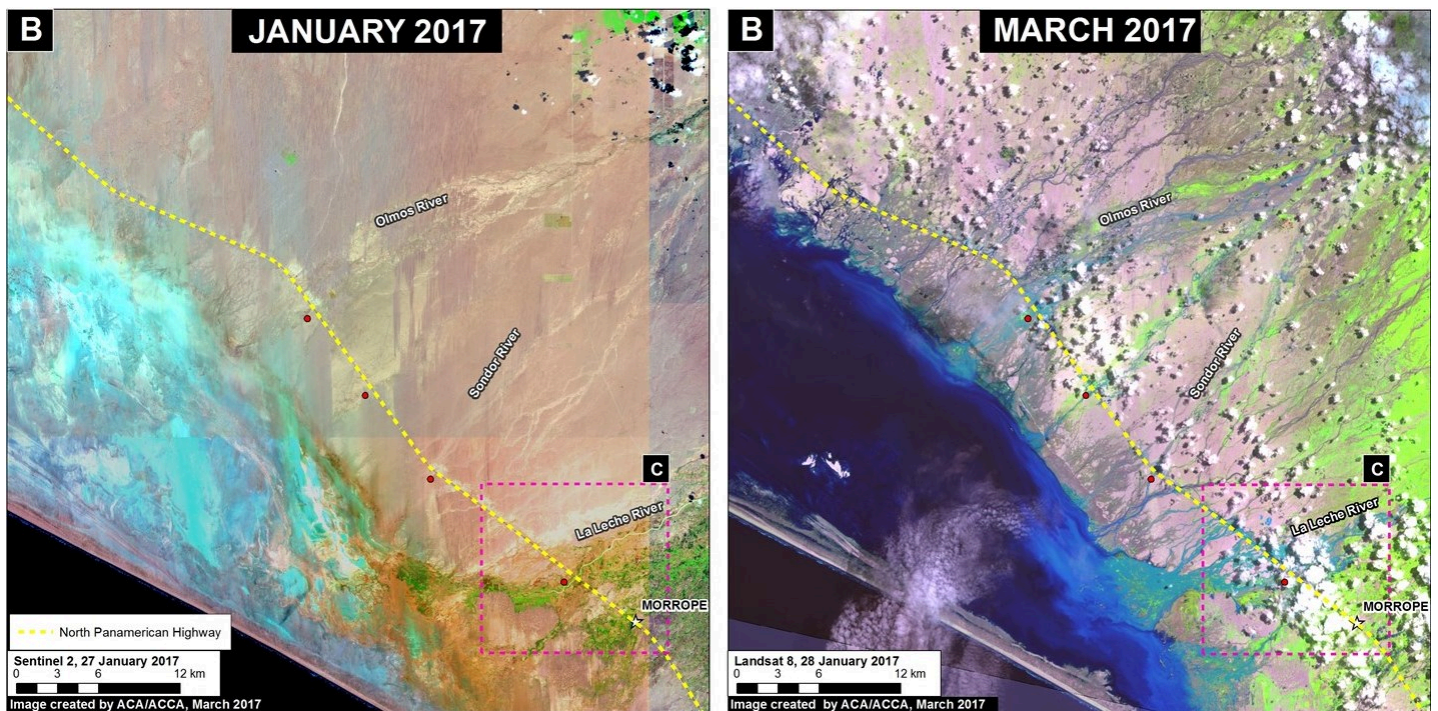 B
JANUARY 2017
Olmos River
Sondor River
C
La Leche River
MORROPE
North Panamerican Highway
Sentinel 2, 27 January 2017
0 3 6 12 km
Image created by ACA/ACCA, March 2017
B
MARCH 2017
Olmos River
Sondor River
C
La Leche River
MORROPE
Landsat 8, 28 January 2017
0 3 6 12 km
Image created by ACA/ACCA, March 2017